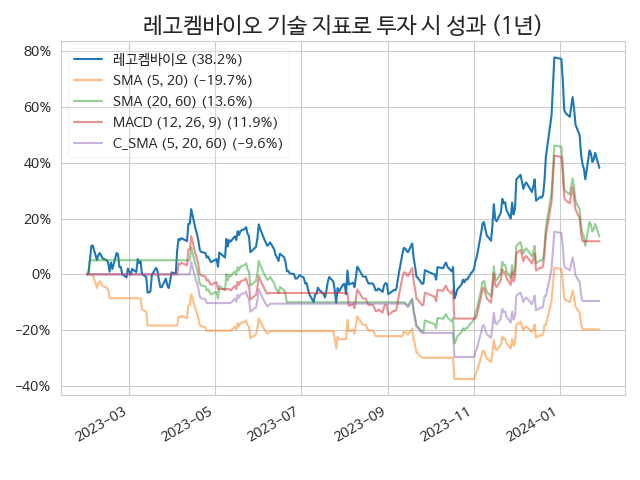 레고켐바이오 기술 지표로 투자 시 성과 (1년)
80%
60%
40%
20%
0%
−20%
−40%
레고켐바이오 (38.2%)
SMA (5, 20) (−19.7%)
SMA (20, 60) (13.6%)
MACD (12, 26, 9) (11.9%)
C_SMA (5, 20, 60) (−9.6%)
2023-03
2023-05
2023-07
2023-09
2023-11
2024-01